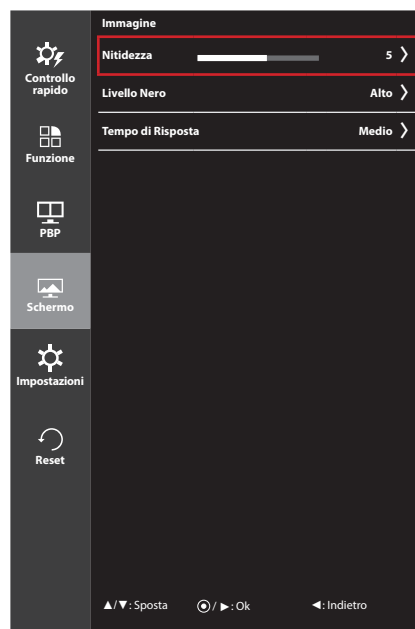 Immagine
Nitidezza 5
Livello Nero Alto
Tempo di Risposta Medio
Controllo
rapido
Funzione
PBP
Schermo
Impostazioni
Reset
▲/▼: Sposta ◉/ ►: Ok ◄: Indietro